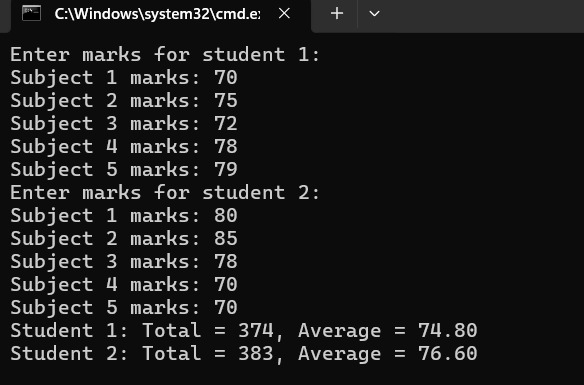 C:\Windows\system32\cmd.e
Enter marks for student 1:
Subject 1 marks: 70
Subject 2 marks: 75
Subject 3 marks: 72
Subject 4 marks: 78
Subject 5 marks: 79
Enter marks for student 2:
Subject 1 marks: 80
Subject 2 marks: 85
Subject 3 marks: 78
Subject 4 marks: 70
Subject 5 marks: 70
Student 1: Total = 374, Average = 74.80
Student 2: Total = 383, Average = 76.60